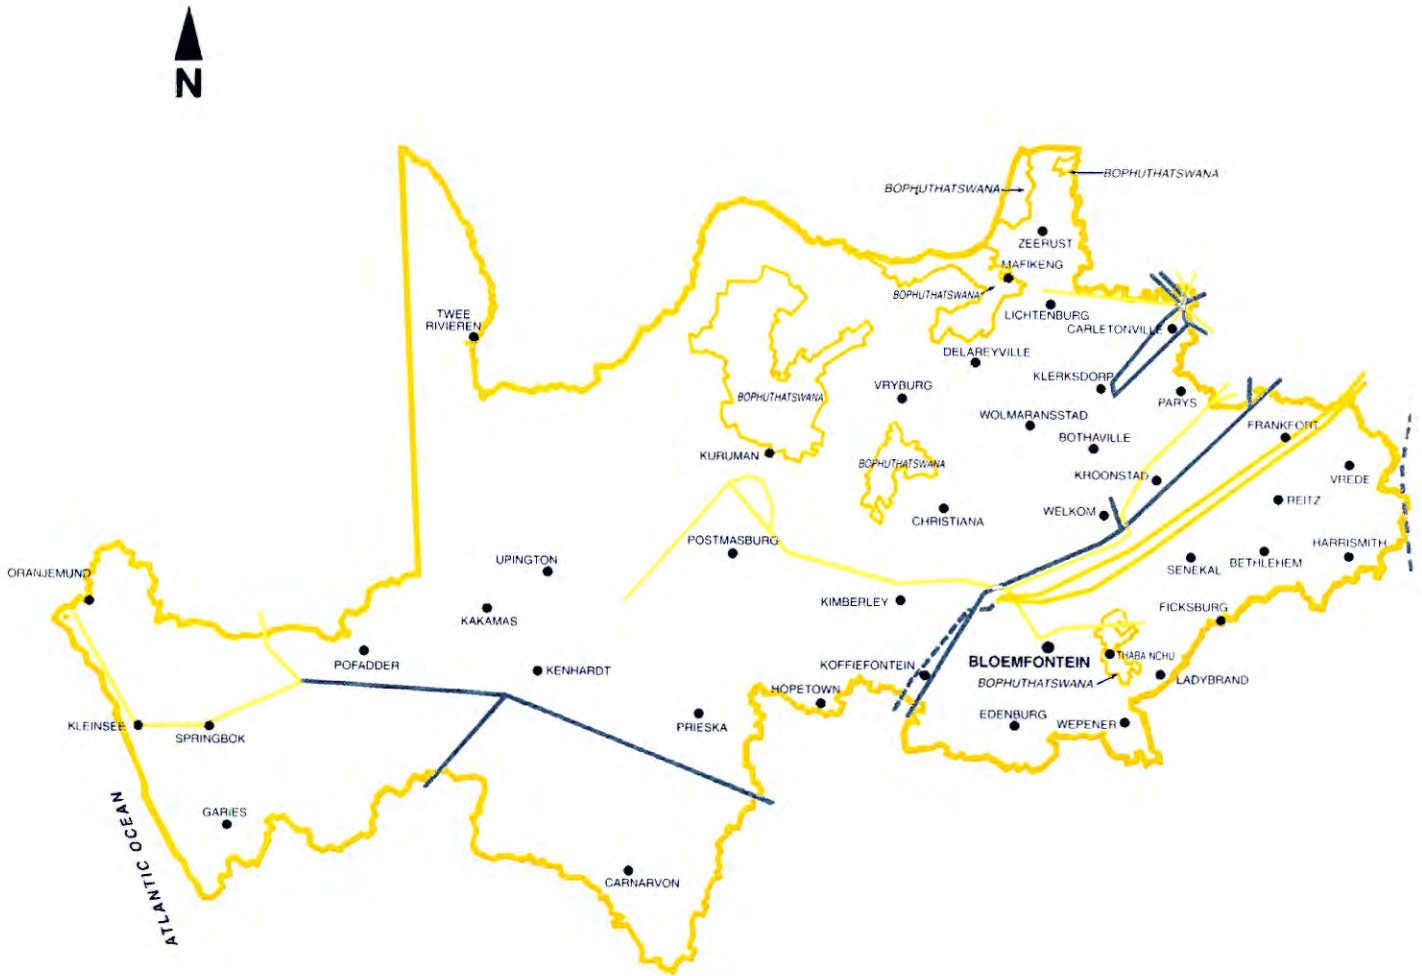 N
BOPHUTHATSWANA
BOPHUTHATSWANA
ZEERUST
MAFIKENG
BOPHUTHATSWANA
TWEE
RIVIEREN
LICHTENBURG
CARLETONVILLE
DELAREYVILLE
KLERKSDORP
VRYBURG
PARYS
BOPHUTHATSWANA
WOLMARANSSTAD
FRANKFORT
BOTHAVILLE
KURUMAN
BOPHUTHATSWANA
KROONSTAD
VREDE
REITZ
WELKOM
CHRISTIANA
POSTMASBURG
HARRISMITH
UPINGTON
SENEKAL
BETHLEHEM
ORANJEMUND
KIMBERLEY
FICKSBURG
KAKAMAS
POFADDER
KENHARDT
KOFFIEFONTEIN
BLOEMFONTEIN
THABA NCHU
LADYBRAND
BOPHUTHATSWANA
HOPETOWN
KLEINSEE
SPRINGBOK
PRIESKA
EDENBURG
WEPENER
GARIES
ATLANTIC OCEAN
CARNARVON